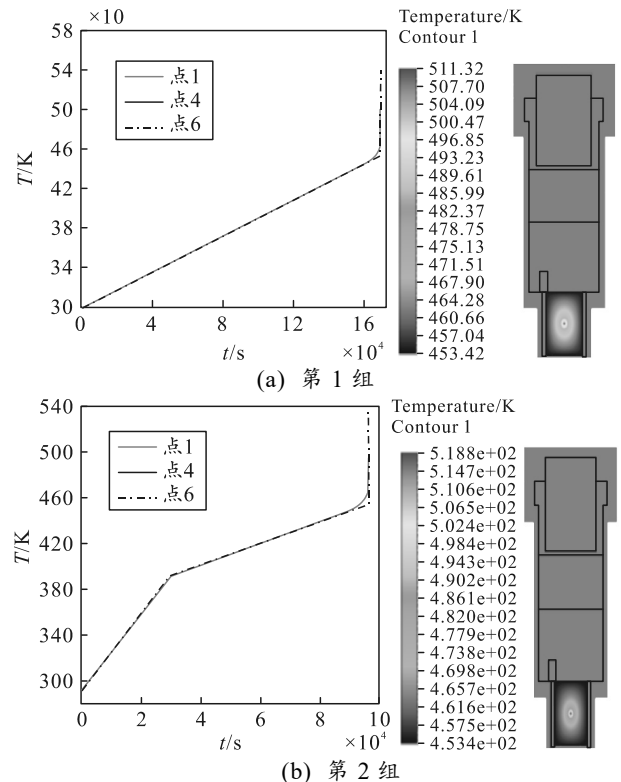 ×10
58
54
50
46
42
38
34
30
T/K
点1
点4
点6
0
4
8
12
16
×10⁴
t/s
Temperature/K
Contour 1
511.32
507.70
504.09
500.47
496.85
493.23
489.61
485.99
482.37
478.75
475.13
471.51
467.90
464.28
460.66
457.04
453.42
(a) 第 1 组
540
500
460
420
380
340
300
T/K
点1
点4
点6
0
2
4
6
8
10
×10⁴
t/s
Temperature/K
Contour 1
5.188e+02
5.147e+02
5.106e+02
5.065e+02
5.024e+02
4.984e+02
4.943e+02
4.902e+02
4.861e+02
4.820e+02
4.779e+02
4.738e+02
4.698e+02
4.657e+02
4.616e+02
4.575e+02
4.534e+02
(b) 第 2 组